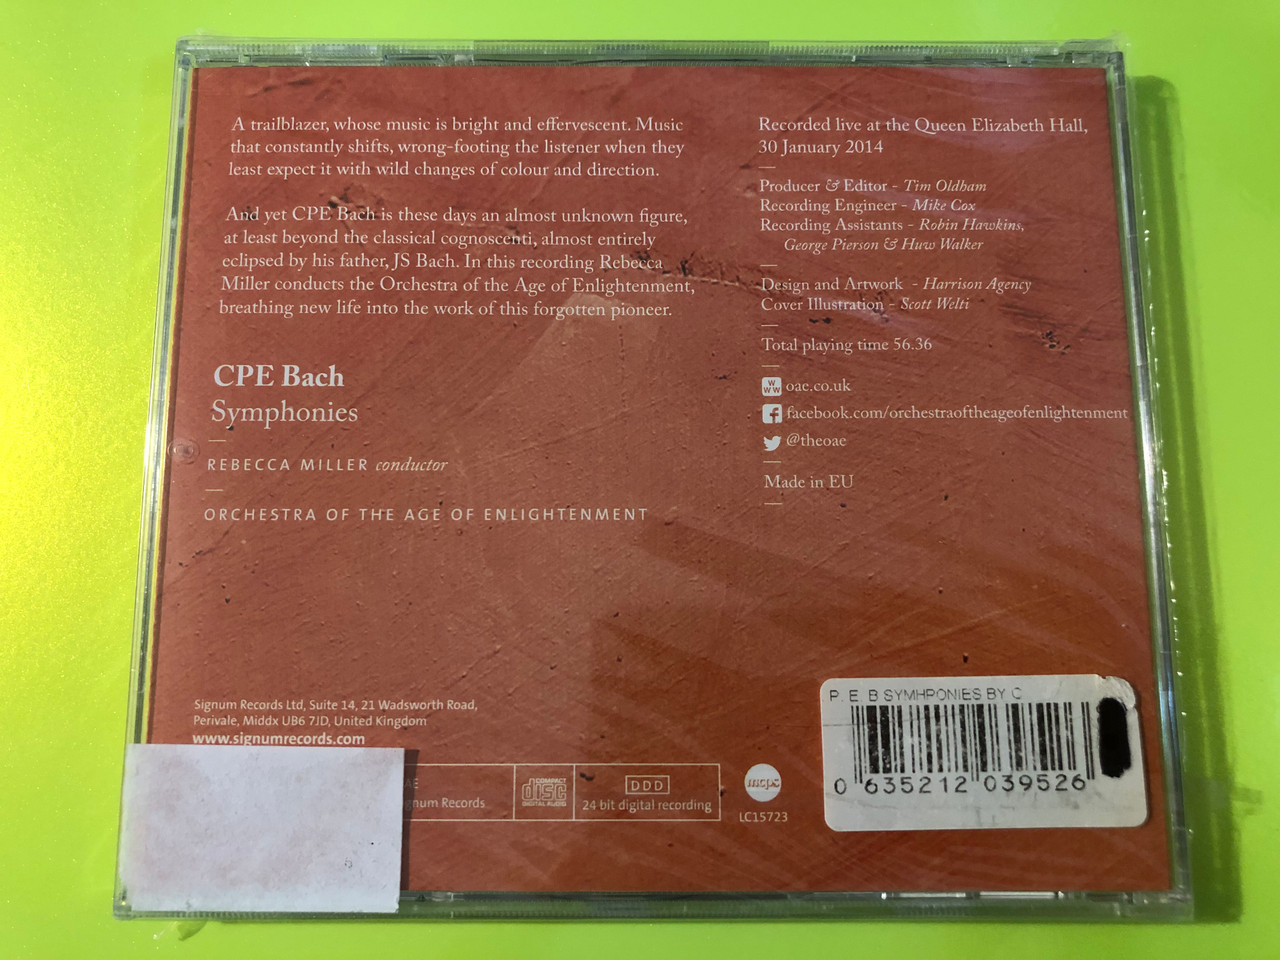 A trailblazer, whose music is bright and effervescent. Music
that constantly shifts, wrong-footing the listener when they
least expect it with wild changes of colour and direction.
And yet CPE Bach is these days an almost unknown figure,
at least beyond the classical cognoscenti, almost entirely
eclipsed by his father, JS Bach. In this recording Rebecca
Miller conducts the Orchestra of the Age of Enlightenment,
breathing new life into the work of this forgotten pioneer.
CPE Bach
Symphonies
REBECCA MILLER conductor
ORCHESTRA OF THE AGE OF ENLIGHTENMENT
Recorded live at the Queen Elizabeth Hall,
30 January 2014
Producer & Editor - Tim Oldham
Recording Engineer - Mike Cox
Recording Assistants - Robin Hawkins,
George Pierson & Huw Walker
Design and Artwork - Harrison Agency
Cover Illustration - Scott Welti
Total playing time 56.36
www oae.co.uk
facebook.com/orchestraoftheageofenlightenment
@theoae
Made in EU
Signum Records Ltd, Suite 14, 21 Wadsworth Road,
Perivale, Middx UB6 7JD, United Kingdom
www.signumrecords.com
Records
COMPACT
disc
DIGITAL AUDIO
DDD
24 bit digital recording
mcps
LC15723
P. E. B SYMHPONIES BY C
0 635212 039526